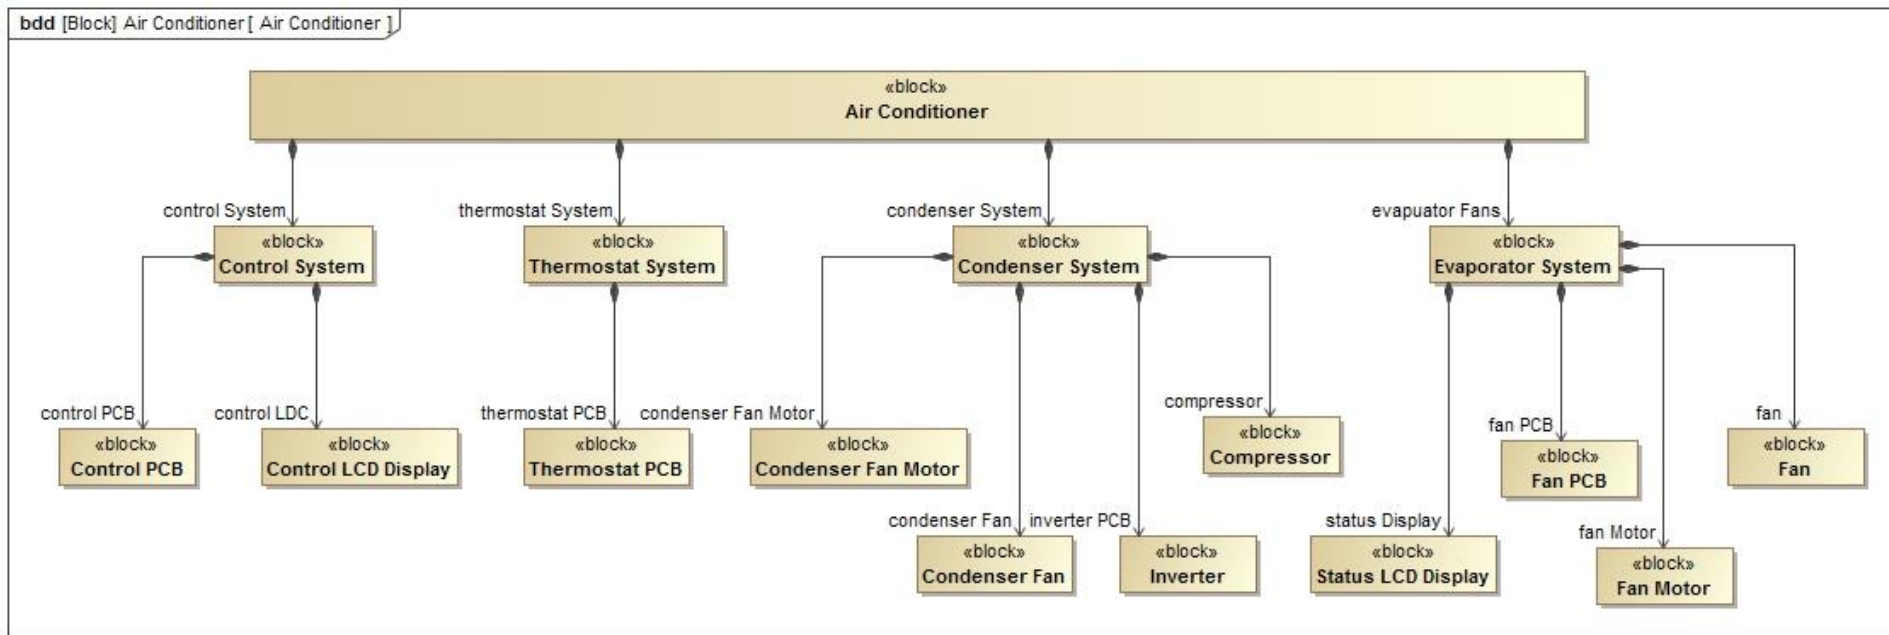 bdd [Block] Air Conditioner [ Air Conditioner ]
«block»
Air Conditioner
control System
thermostat System
condenser System
evapuator Fans
«block»
Control System
«block»
Thermostat System
«block»
Condenser System
«block»
Evaporator System
control PCB
control LDC
thermostat PCB
condenser Fan Motor
compressor
fan PCB
fan
«block»
Control PCB
«block»
Control LCD Display
«block»
Thermostat PCB
«block»
Condenser Fan Motor
«block»
Compressor
«block»
Fan PCB
«block»
Fan
condenser Fan
inverter PCB
status Display
fan Motor
«block»
Condenser Fan
«block»
Inverter
«block»
Status LCD Display
«block»
Fan Motor